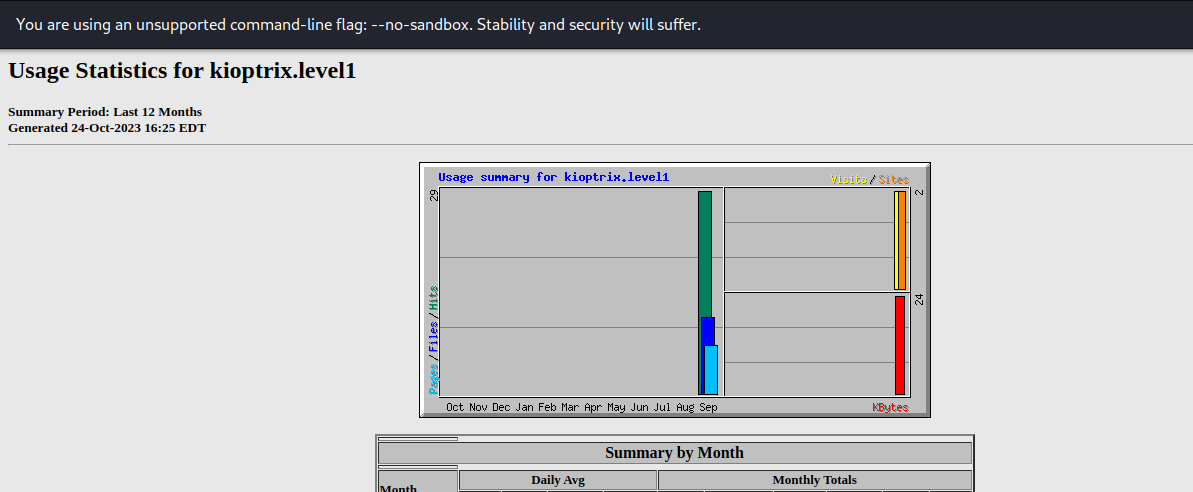 You are using an unsupported command-line flag: --no-sandbox. Stability and security will suffer.
Usage Statistics for kioptrix.level1
Summary Period: Last 12 Months
Generated 24-Oct-2023 16:25 EDT
Usage summary for kioptrix.level1
Visits/Sites
29
2
24
Pages/Files/Hits
Oct Nov Dec Jan Feb Mar Apr May Jun Jul Aug Sep
KBytes
Summary by Month
Month
Daily Avg
Monthly Totals